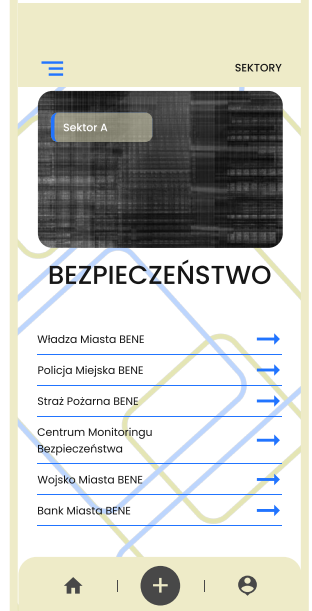 SEKTORY
Sektor A
BEZPIECZEŃSTWO
Władza Miasta BENE
Policja Miejska BENE
Straż Pożarna BENE
Centrum Monitoringu
Bezpieczeństwa
Wojsko Miasta BENE
Bank Miasta BENE